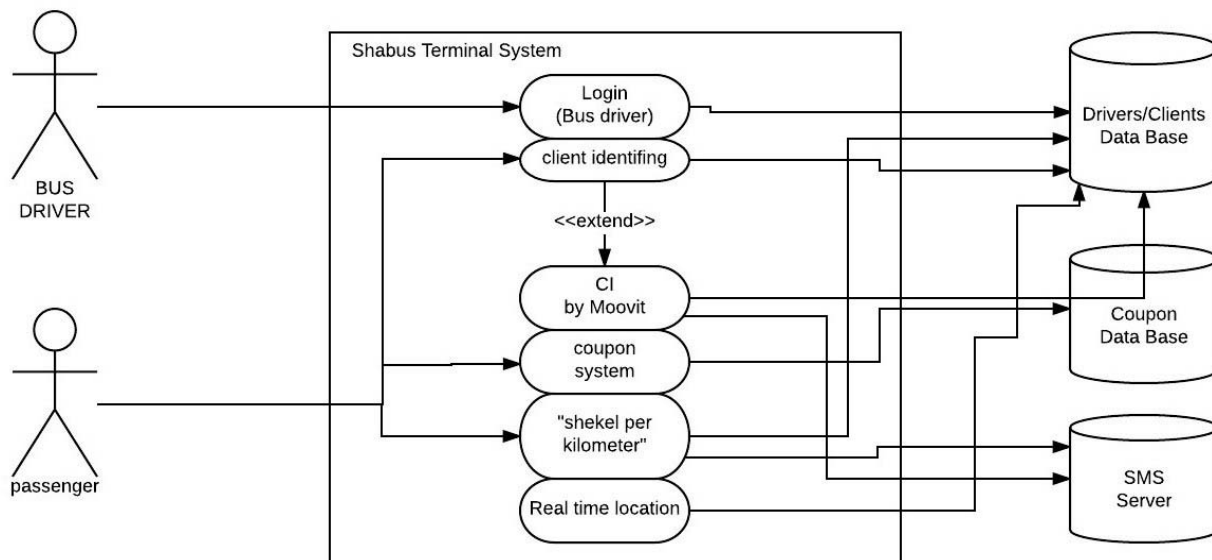 Shabus Terminal System
BUS
DRIVER
Login
(Bus driver)
client identifing
<<extend>>
CI
by Moovit
coupon
system
"shekel per
kilometer"
Real time location
passenger
Drivers/Clients
Data Base
Coupon
Data Base
SMS
Server